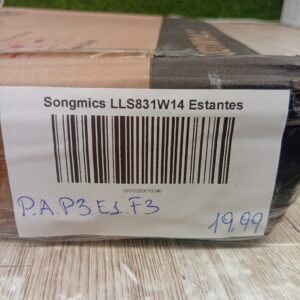 Songmics LLS831W14 Estantes
P.A.P3.E1.F3
19,99